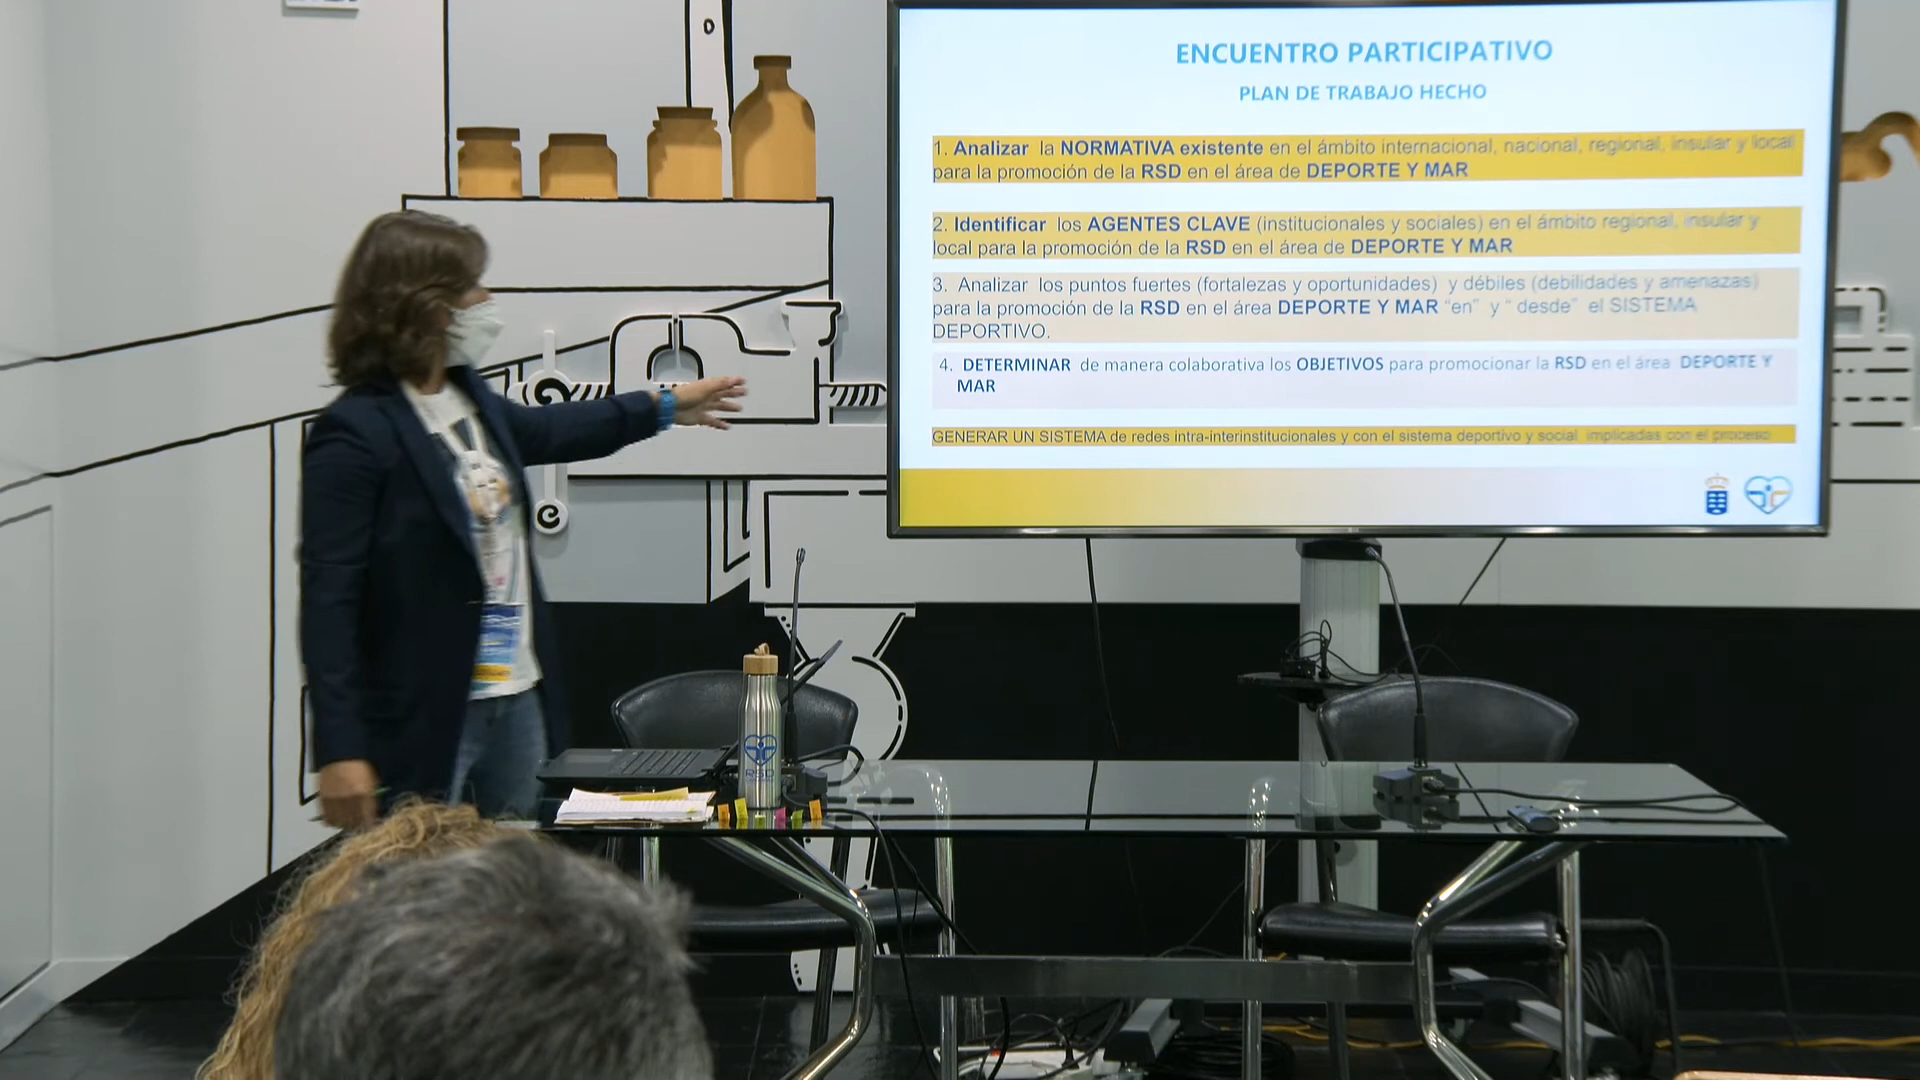 ENCUENTRO PARTICIPATIVO
PLAN DE TRABAJO HECHO
1. Analizar la NORMATIVA existente en el ámbito internacional, nacional, regional, insular y local
para la promoción de la RSD en el área de DEPORTE Y MAR
2. Identificar los AGENTES CLAVE (institucionales y sociales) en el ámbito regional, insular y
local para la promoción de la RSD en el área de DEPORTE Y MAR
3. Analizar los puntos fuertes (fortalezas y oportunidades) y débiles (debilidades y amenazas)
para la promoción de la RSD en el área DEPORTE Y MAR "en" y " desde" el SISTEMA
DEPORTIVO.
4. DETERMINAR de manera colaborativa los OBJETIVOS para promocionar la RSD en el área DEPORTE Y
MAR
GENERAR UN SISTEMA de redes intra-interinstitucionales y con el sistema deportivo y social implicadas con el proceso
RSD